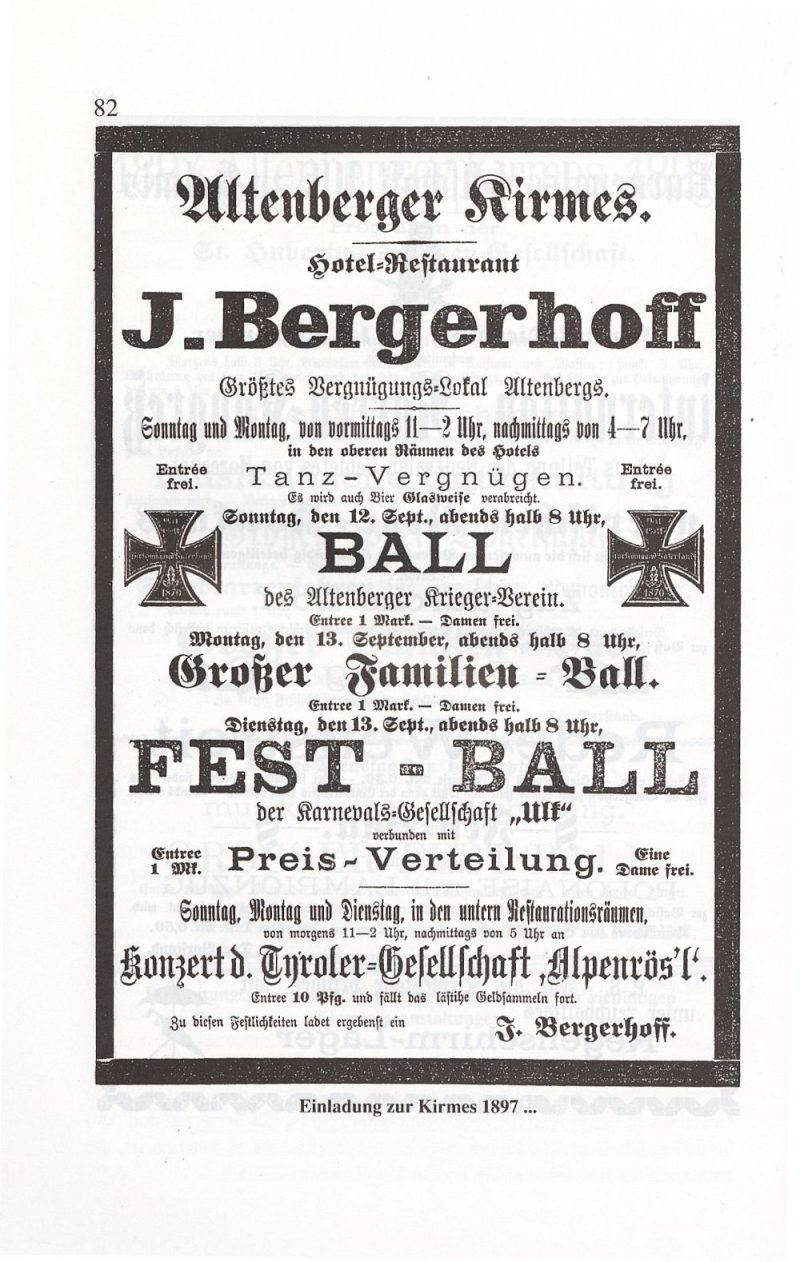 82
Altenberger Kirmes.
Hotel-Restaurant
J. Bergerhoff
Größtes Vergnügungs-Lokal Altenbergs.
Sonntag und Montag, von vormittags 11—2 Uhr, nachmittags von 4—7 Uhr,
in den oberen Räumen des Hotels
Entrée frei. Tanz-Vergnügen. Entrée frei.
Es wird auch Bier Glasweise verabreicht.
Sonntag, den 12. Sept., abends halb 8 Uhr,
BALL
des Altenberger Krieger-Verein.
1870
1870
Entree 1 Mark. — Damen frei.
Montag, den 13. September, abends halb 8 Uhr,
Großer Familien-Ball.
Entree 1 Mark. — Damen frei.
Dienstag, den 13. Sept., abends halb 8 Uhr,
FEST-BALL
der Karnevals-Gesellschaft „Ulk“
verbunden mit
Entree 1 Mk. Preis-Verteilung. Eine Dame frei.
Sonntag, Montag und Dienstag, in den untern Restaurationsräumen,
von morgens 11—2 Uhr, nachmittags von 5 Uhr an
Konzert d. Tyroler-Gesellschaft ‚Alpenrös'l‘.
Entree 10 Pfg. und fällt das lästihe Geldsammeln fort.
Zu diesen Festlichkeiten ladet ergebenst ein J. Bergerhoff.
Einladung zur Kirmes 1897 ...